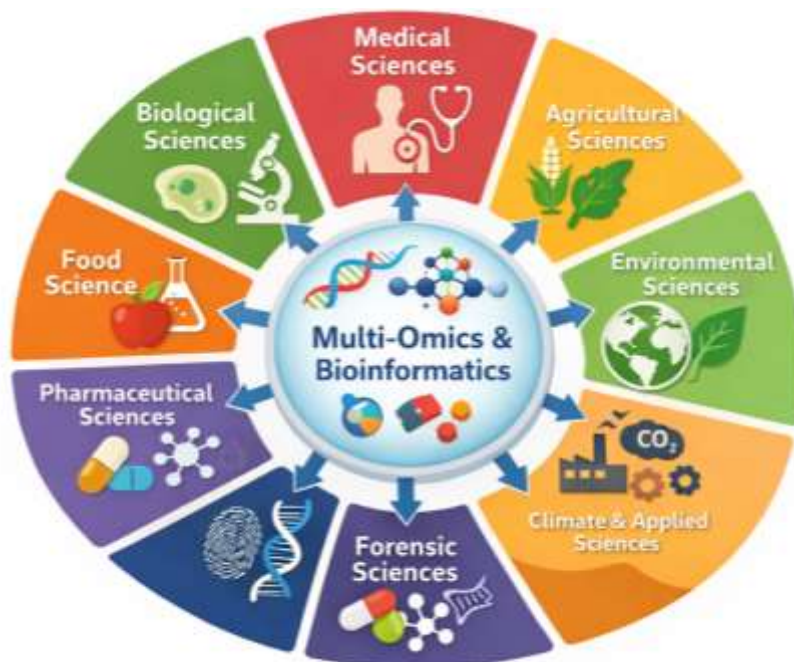 Medical
Sciences
Agricultural
Sciences
Environmental
Sciences
CO₂
Climate & Applied
Sciences
Forensic
Sciences
Pharmaceutical
Sciences
Food
Science
Biological
Sciences
Multi-Omics &
Bioinformatics